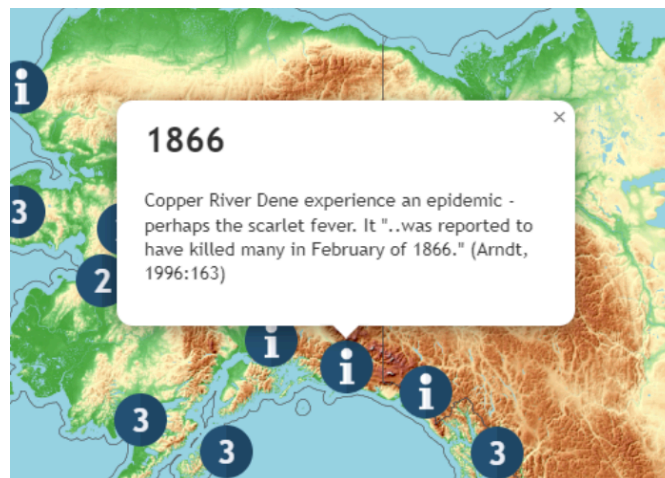 i
×
1866
Copper River Dene experience an epidemic -
perhaps the scarlet fever. It "..was reported to
have killed many in February of 1866." (Arndt,
1996:163)
3
2
i
i
i
3
3
3